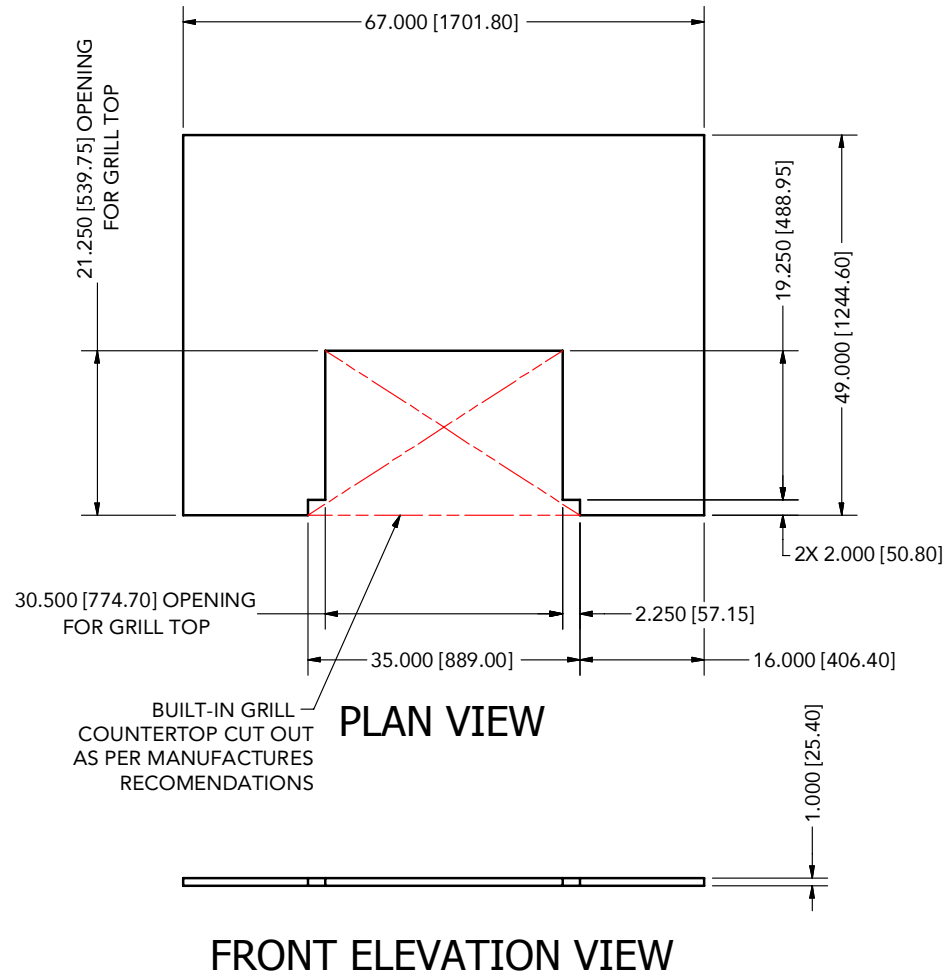 67.000 [1701.80]
21.250 [539.75] OPENING
FOR GRILL TOP
19.250 [488.95]
49.000 [1244.60]
2X 2.000 [50.80]
30.500 [774.70] OPENING
FOR GRILL TOP
2.250 [57.15]
35.000 [889.00]
16.000 [406.40]
BUILT-IN GRILL
COUNTERTOP CUT OUT
AS PER MANUFACTURES
RECOMENDATIONS
PLAN VIEW
1.000 [25.40]
FRONT ELEVATION VIEW